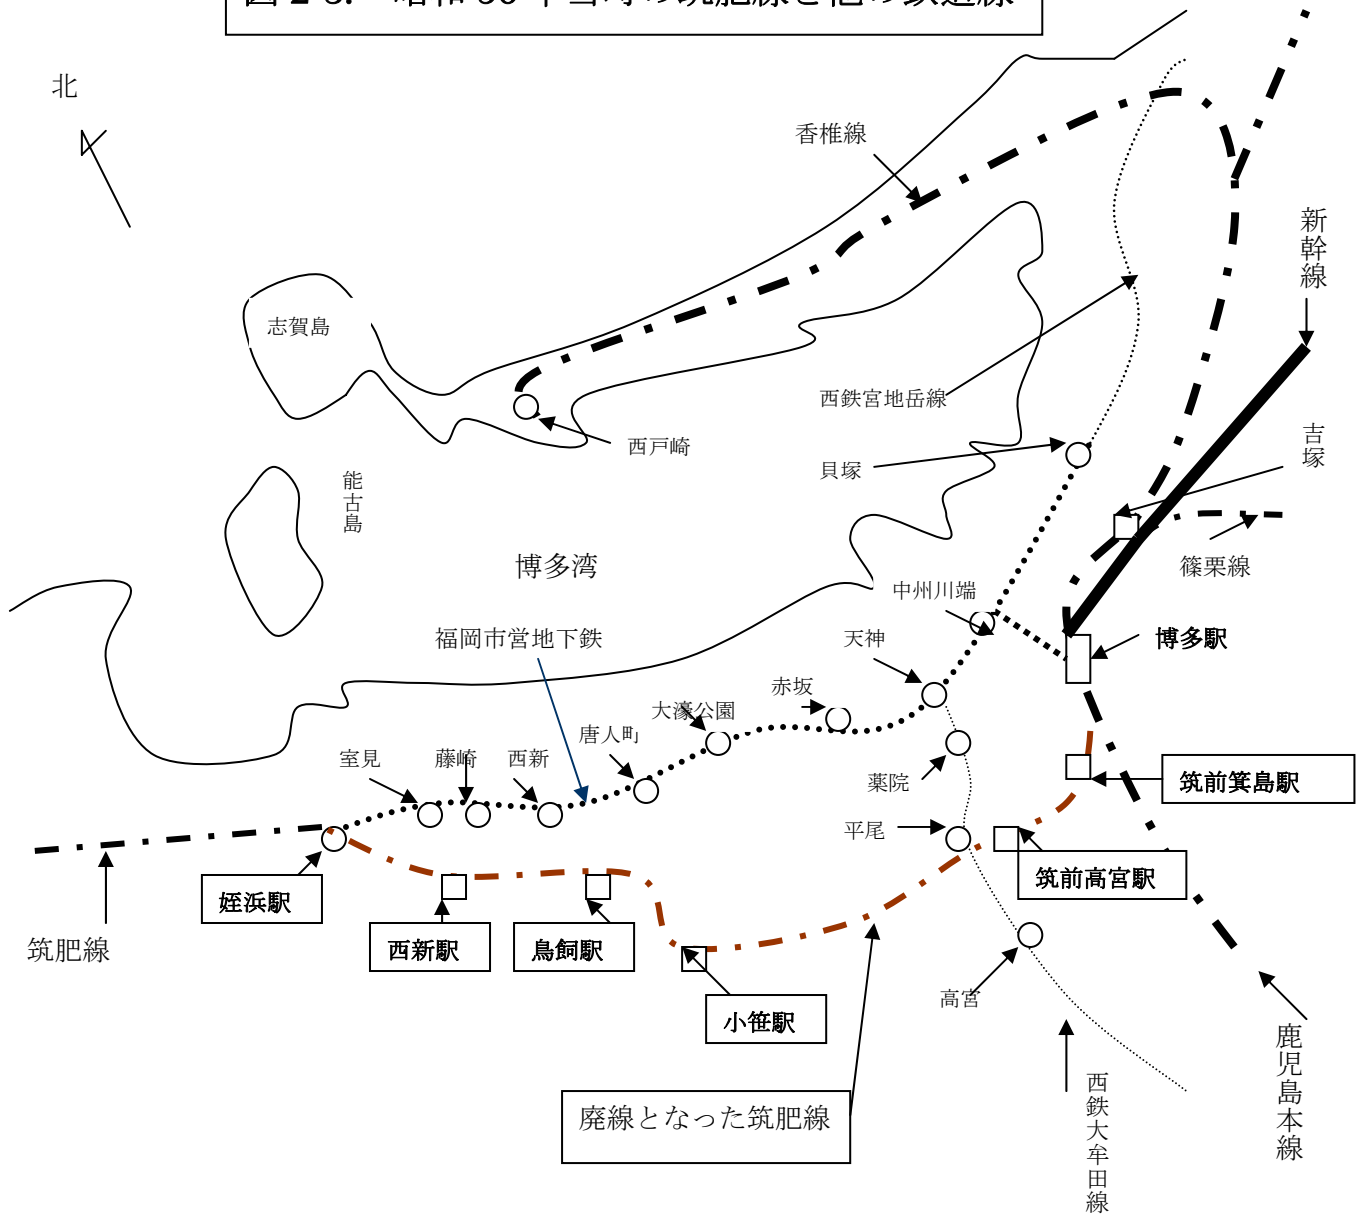 北
香椎線
新幹線
志賀島
西鉄宮地岳線
吉塚
西戸崎
貝塚
能古島
博多湾
篠栗線
中州川端
福岡市営地下鉄
天神
博多駅
赤坂
大濠公園
唐人町
室見
藤崎
西新
薬院
筑前簑島駅
平尾
筑前高宮駅
姪浜駅
西新駅
鳥飼駅
筑肥線
高宮
小笹駅
鹿児島本線
西鉄大牟田線
廃線となった筑肥線